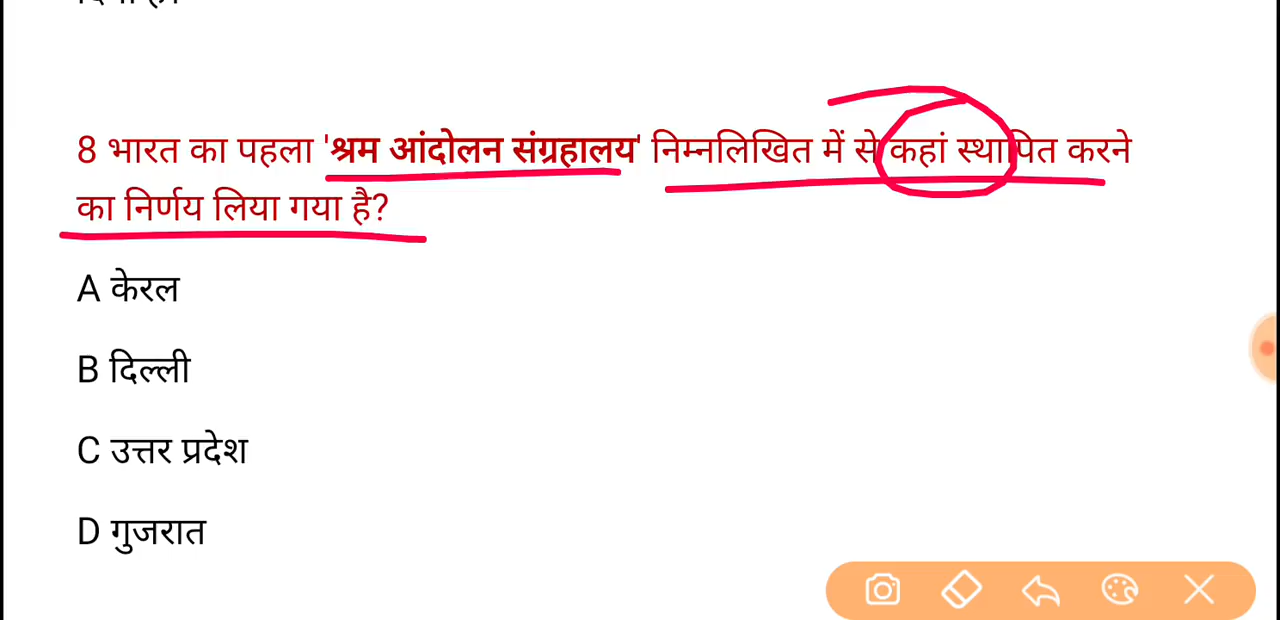 8 भारत का पहला 'श्रम आंदोलन संग्रहालय' निम्नलिखित में से कहां स्थापित करने
का निर्णय लिया गया है?
A केरल
B दिल्ली
C उत्तर प्रदेश
D गुजरात